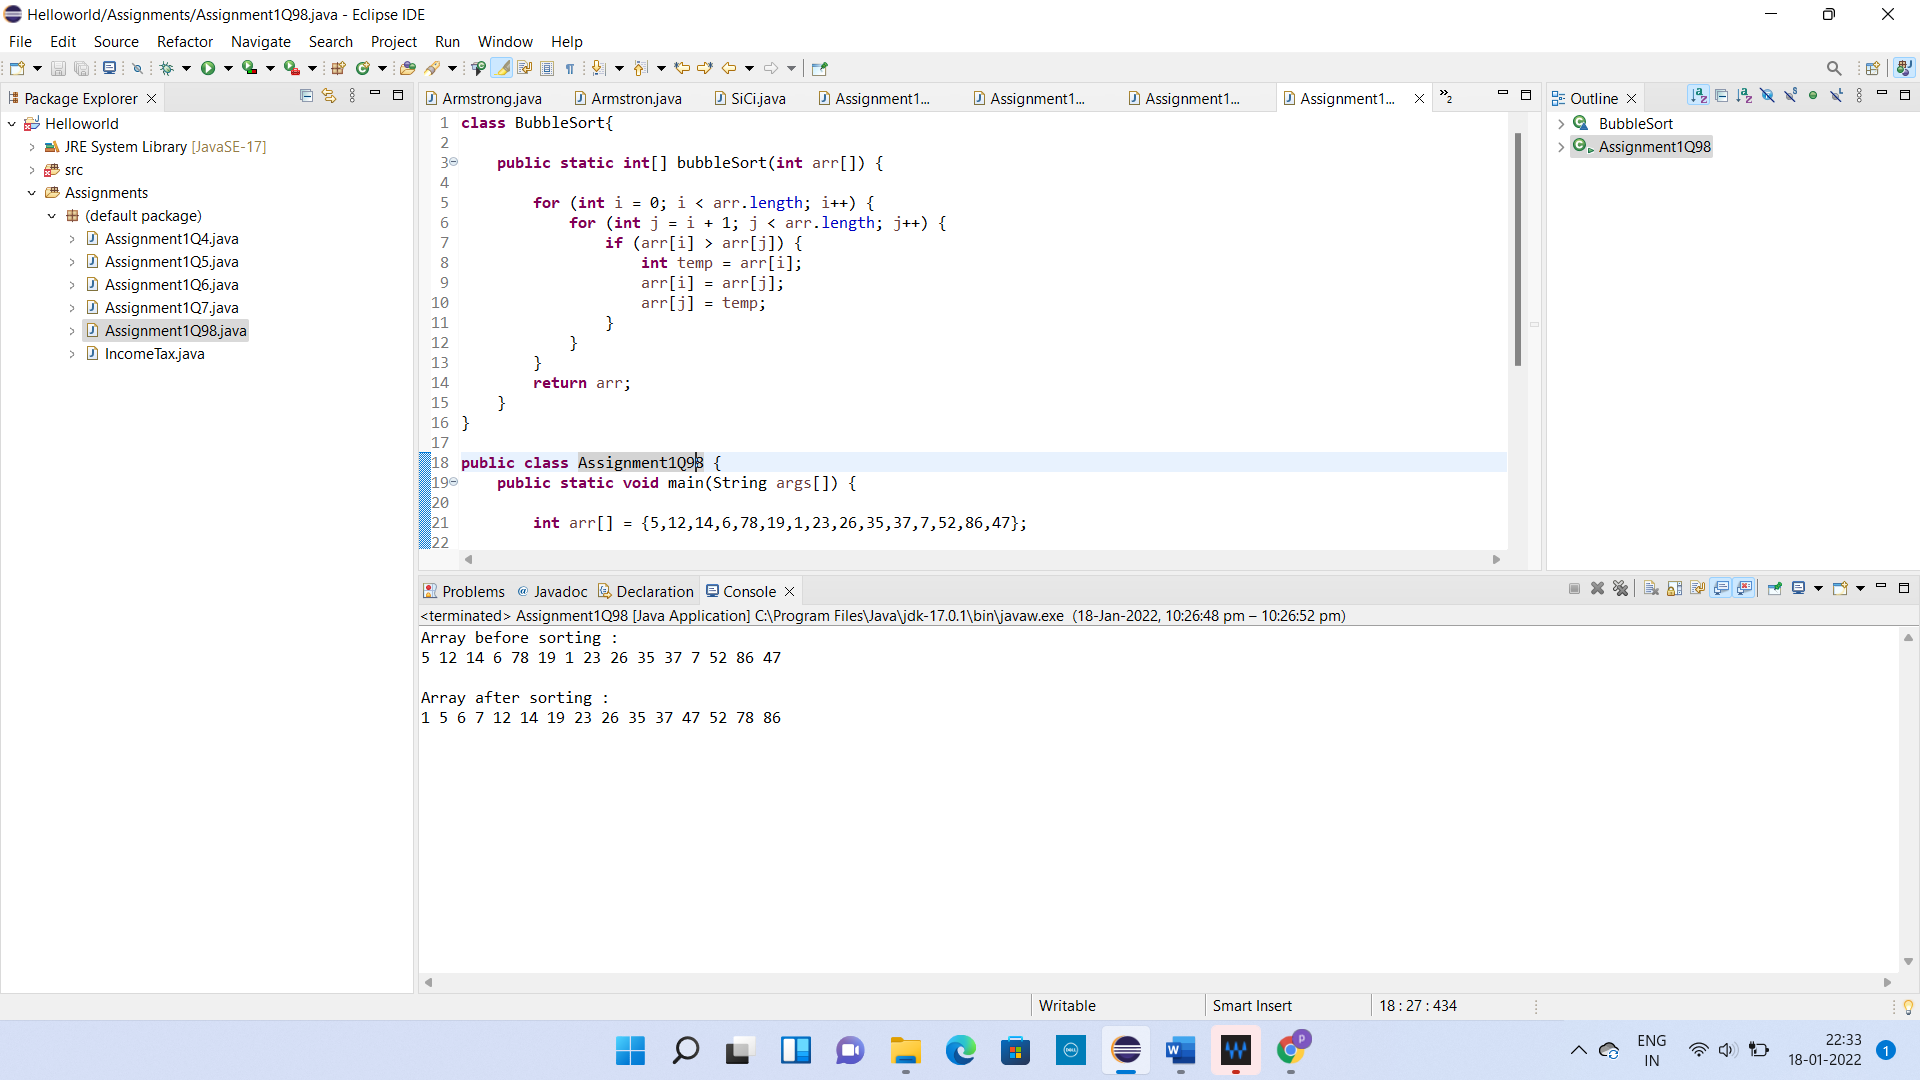 Helloworld/Assignments/Assignment1Q98.java - Eclipse IDE
File Edit Source Refactor Navigate Search Project Run Window Help
Package Explorer
Helloworld
JRE System Library [JavaSE-17]
src
Assignments
(default package)
Assignment1Q4.java
Assignment1Q5.java
Assignment1Q6.java
Assignment1Q7.java
Assignment1Q98.java
IncomeTax.java
Armstrong.java Armstron.java SiCi.java Assignment1... Assignment1... Assignment1... Assignment1... »2
1 class BubbleSort{
2
3 public static int[] bubbleSort(int arr[]) {
4
5 for (int i = 0; i < arr.length; i++) {
6 for (int j = i + 1; j < arr.length; j++) {
7 if (arr[i] > arr[j]) {
8 int temp = arr[i];
9 arr[i] = arr[j];
10 arr[j] = temp;
11 }
12 }
13 }
14 return arr;
15 }
16 }
17
18 public class Assignment1Q98 {
19 public static void main(String args[]) {
20
21 int arr[] = {5,12,14,6,78,19,1,23,26,35,37,7,52,86,47};
22
Outline
BubbleSort
Assignment1Q98
Problems @ Javadoc Declaration Console
<terminated> Assignment1Q98 [Java Application] C:\Program Files\Java\jdk-17.0.1\bin\javaw.exe (18-Jan-2022, 10:26:48 pm – 10:26:52 pm)
Array before sorting :
5 12 14 6 78 19 1 23 26 35 37 7 52 86 47
Array after sorting :
1 5 6 7 12 14 19 23 26 35 37 47 52 78 86
Writable Smart Insert 18 : 27 : 434
ENG
IN
22:33
18-01-2022
1